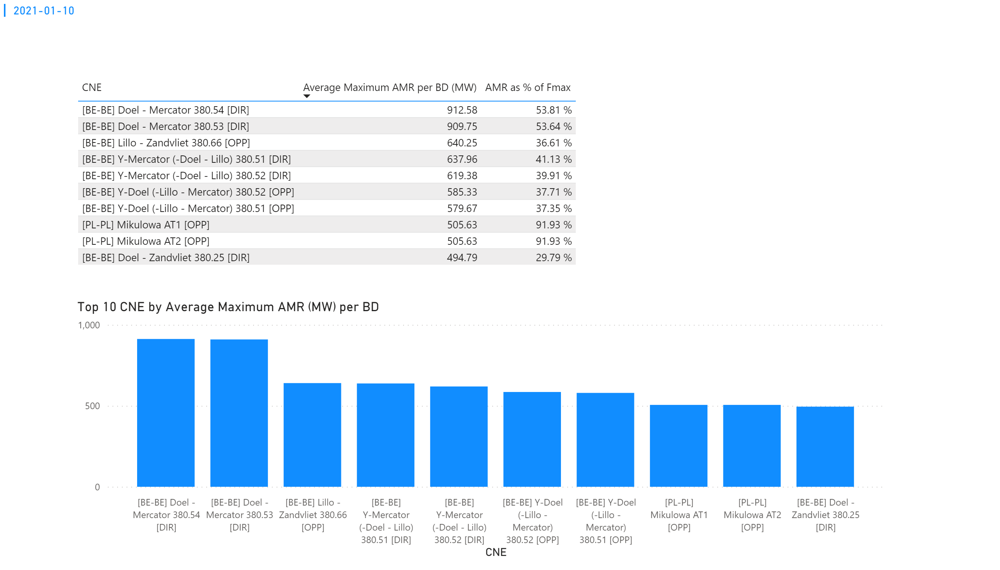 2021-01-10
CNE Average Maximum AMR per BD (MW) AMR as % of Fmax
[BE-BE] Doel - Mercator 380.54 [DIR] 912.58 53.81 %
[BE-BE] Doel - Mercator 380.53 [DIR] 909.75 53.64 %
[BE-BE] Lillo - Zandvliet 380.66 [OPP] 640.25 36.61 %
[BE-BE] Y-Mercator (-Doel - Lillo) 380.51 [DIR] 637.96 41.13 %
[BE-BE] Y-Mercator (-Doel - Lillo) 380.52 [DIR] 619.38 39.91 %
[BE-BE] Y-Doel (-Lillo - Mercator) 380.52 [OPP] 585.33 37.71 %
[BE-BE] Y-Doel (-Lillo - Mercator) 380.51 [OPP] 579.67 37.35 %
[PL-PL] Mikulowa AT1 [OPP] 505.63 91.93 %
[PL-PL] Mikulowa AT2 [OPP] 505.63 91.93 %
[BE-BE] Doel - Zandvliet 380.25 [DIR] 494.79 29.79 %
Top 10 CNE by Average Maximum AMR (MW) per BD
1,000
500
0
[BE-BE] Doel -
Mercator 380.54
[DIR]
[BE-BE] Doel -
Mercator 380.53
[DIR]
[BE-BE] Lillo -
Zandvliet 380.66
[OPP]
[BE-BE]
Y-Mercator
(-Doel - Lillo)
380.51 [DIR]
[BE-BE]
Y-Mercator
(-Doel - Lillo)
380.52 [DIR]
[BE-BE] Y-Doel
(-Lillo -
Mercator)
380.52 [OPP]
[BE-BE] Y-Doel
(-Lillo -
Mercator)
380.51 [OPP]
[PL-PL]
Mikulowa AT1
[OPP]
[PL-PL]
Mikulowa AT2
[OPP]
[BE-BE] Doel -
Zandvliet 380.25
[DIR]
CNE